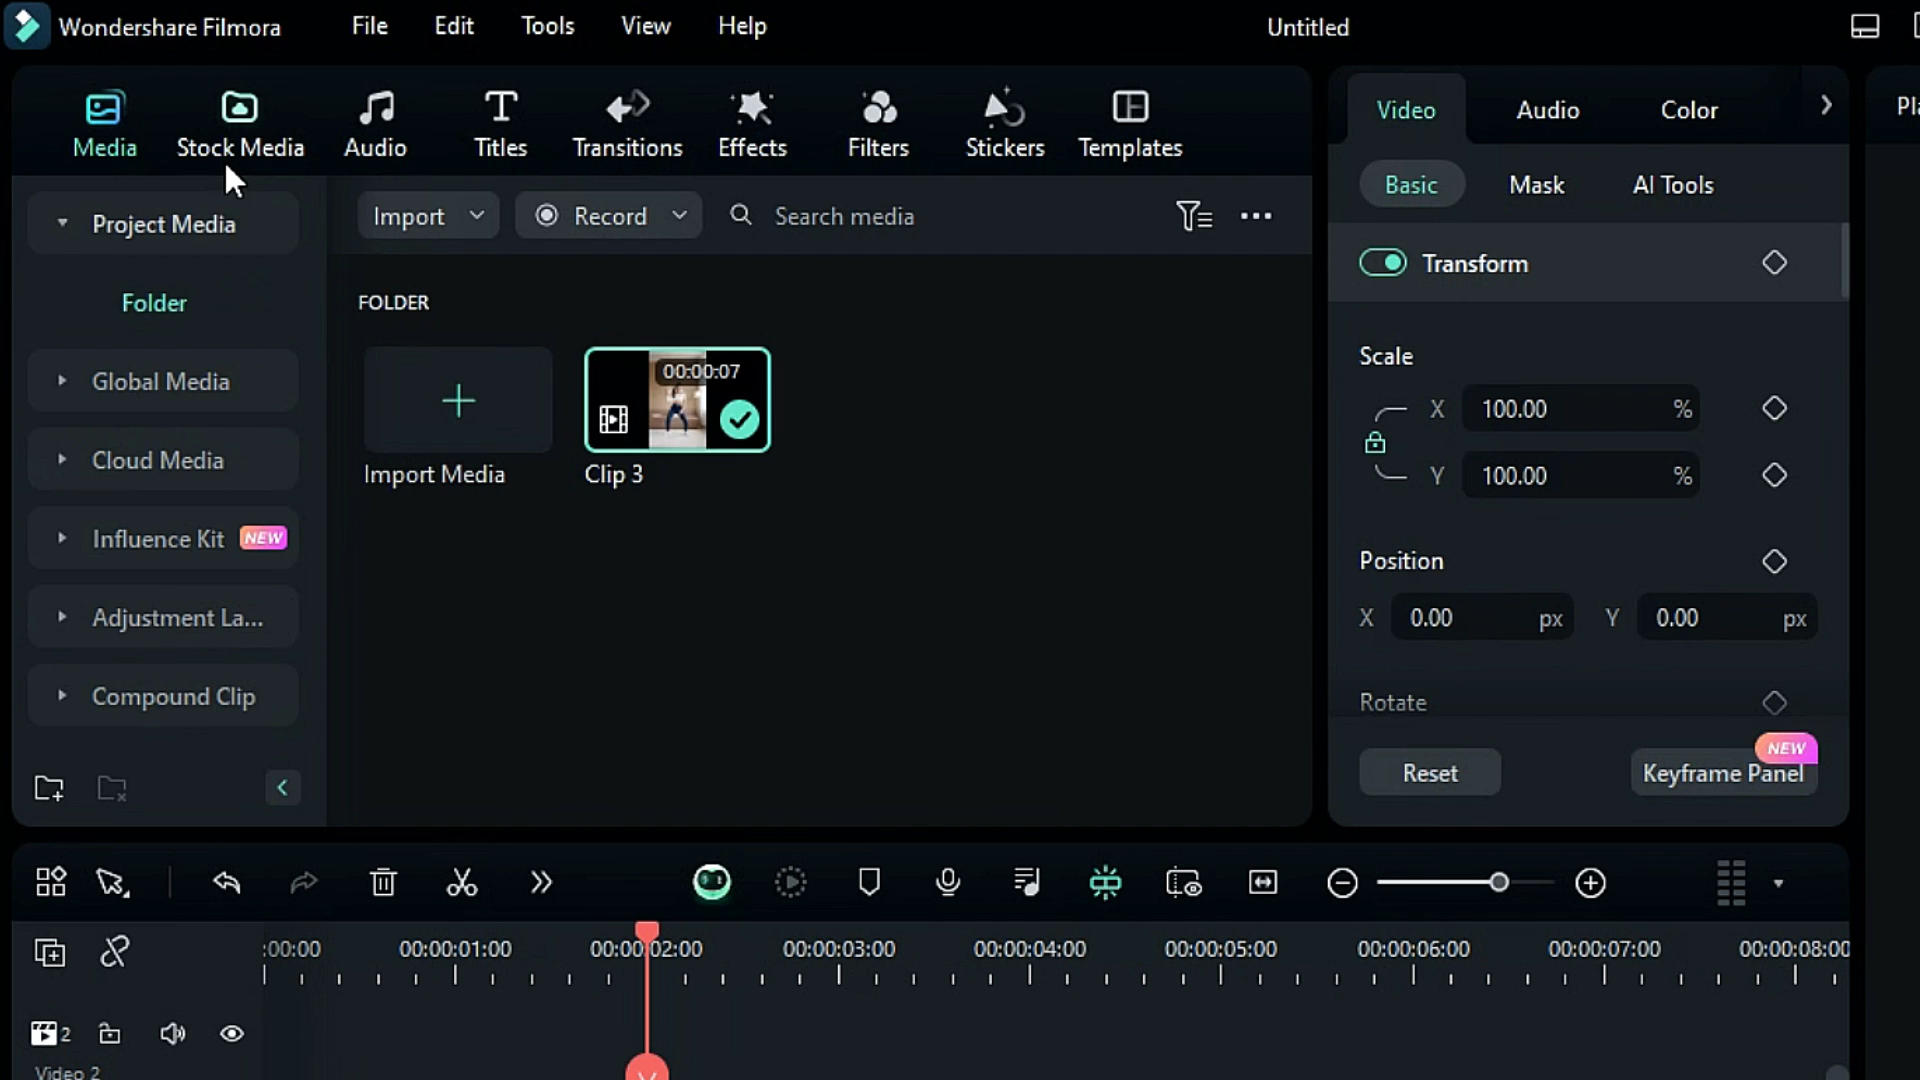 Wondershare Filmora File Edit Tools View Help Untitled
Media Stock Media Audio Titles Transitions Effects Filters Stickers Templates
Project Media
Folder
Global Media
Cloud Media
Influence Kit NEW
Adjustment La...
Compound Clip
Import Record Search media
FOLDER
00:00:07
Import Media Clip 3
Video Audio Color
Basic Mask AI Tools
Transform
Scale
X 100.00 %
Y 100.00 %
Position
X 0.00 px Y 0.00 px
Rotate
NEW
Reset Keyframe Panel
:00:00 00:00:01:00 00:00:02:00 00:00:03:00 00:00:04:00 00:00:05:00 00:00:06:00 00:00:07:00 00:00:08:00
2
Video 2